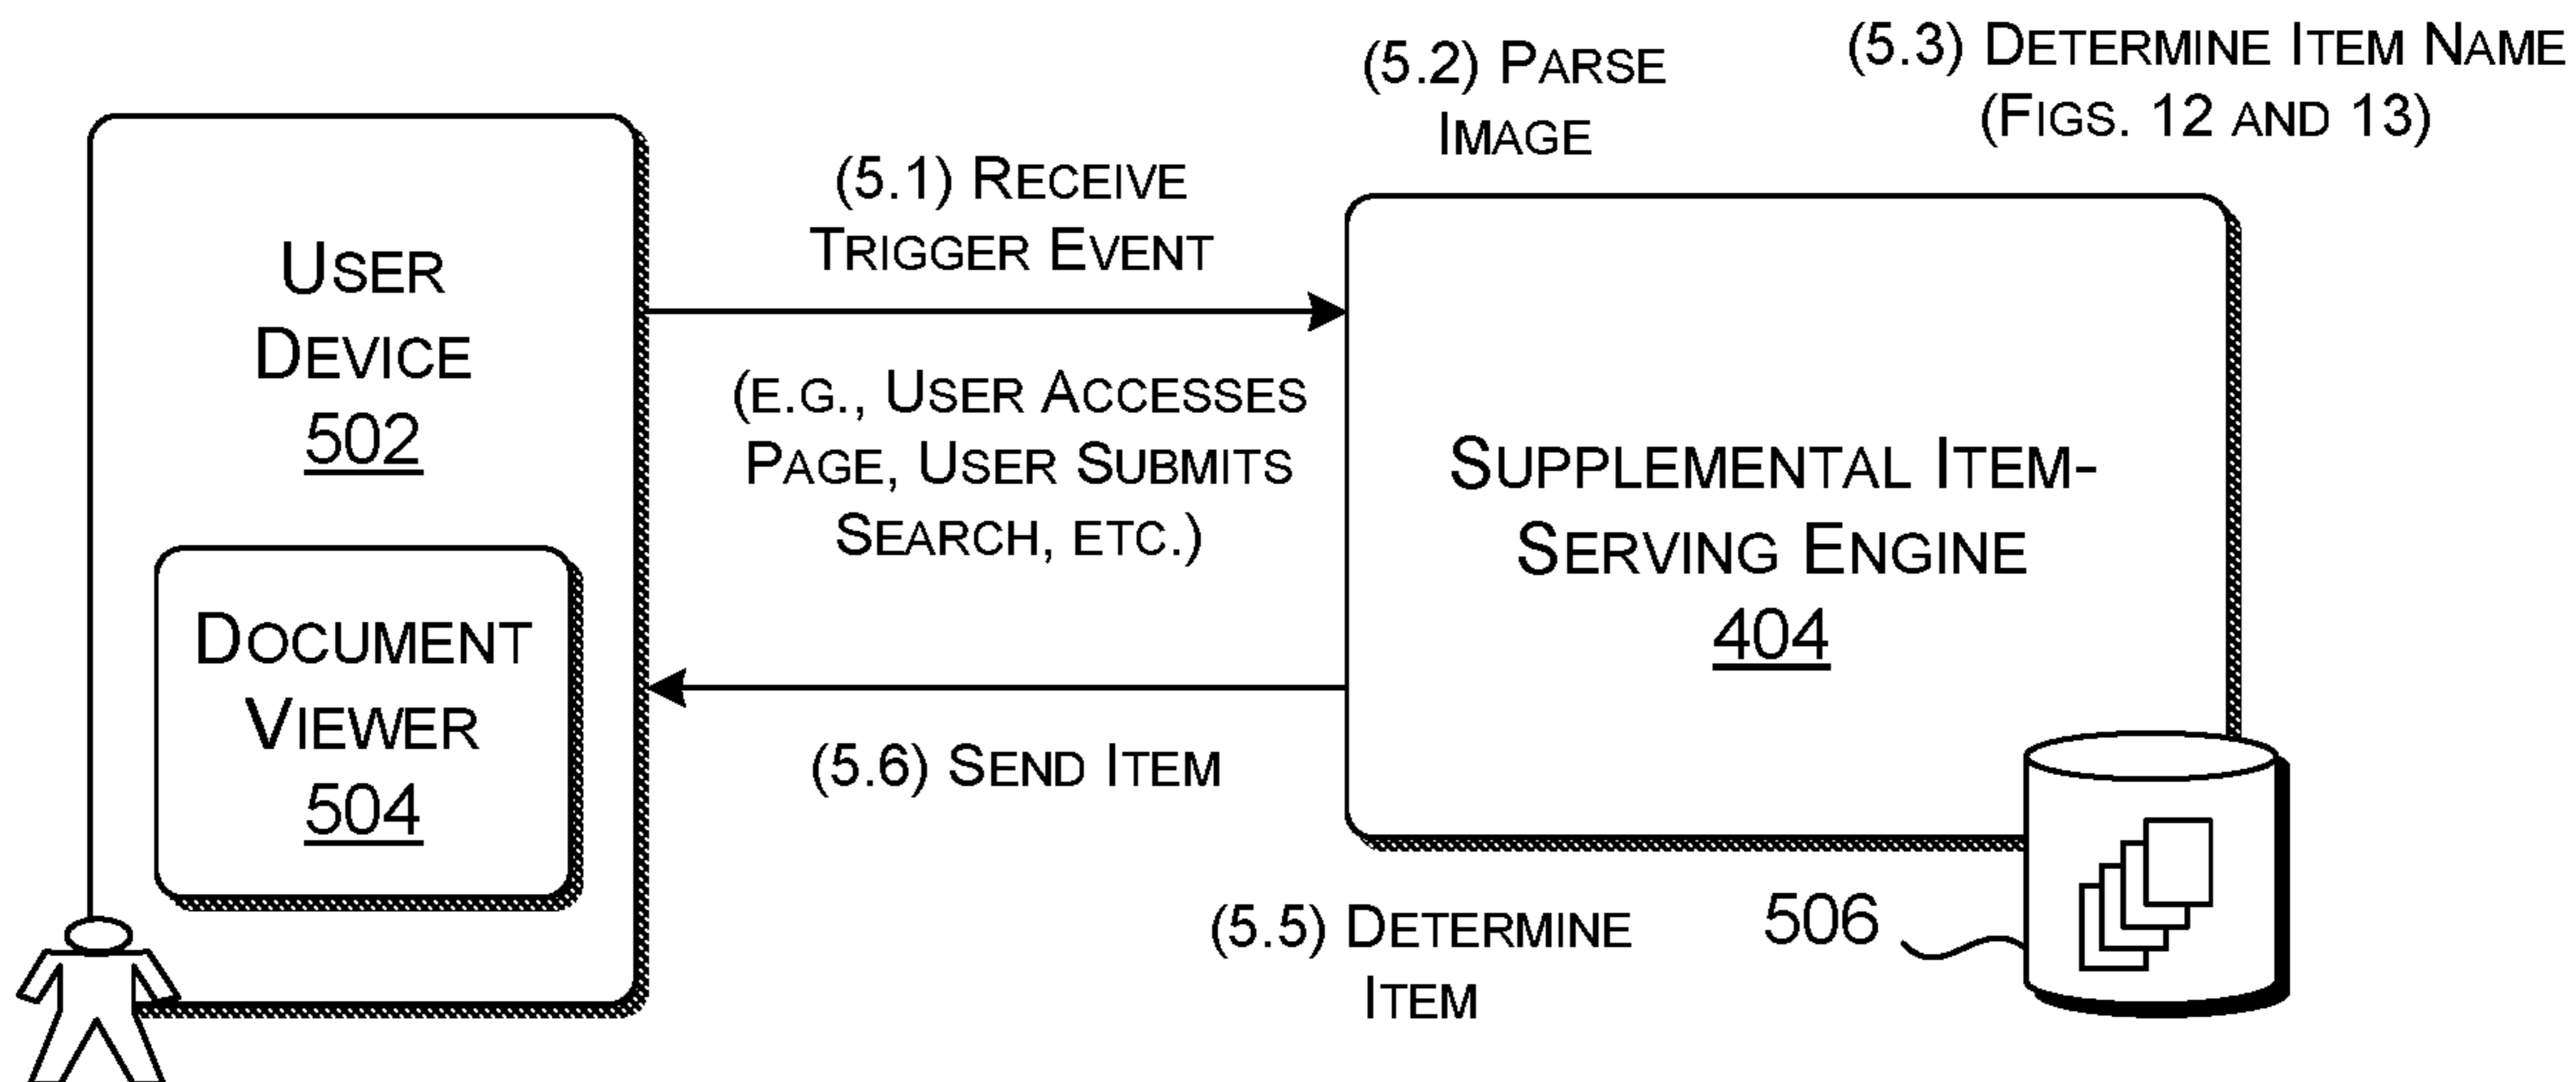 (5.3) DETERMINE ITEM NAME
(FIGS. 12 AND 13)
(5.2) PARSE
IMAGE
(5.1) RECEIVE
TRIGGER EVENT
USER
DEVICE
502
(E.G., USER ACCESSES
PAGE, USER SUBMITS
SEARCH, ETC.)
SUPPLEMENTAL ITEM-
SERVING ENGINE
404
DOCUMENT
VIEWER
504
(5.6) SEND ITEM
(5.5) DETERMINE
ITEM
506